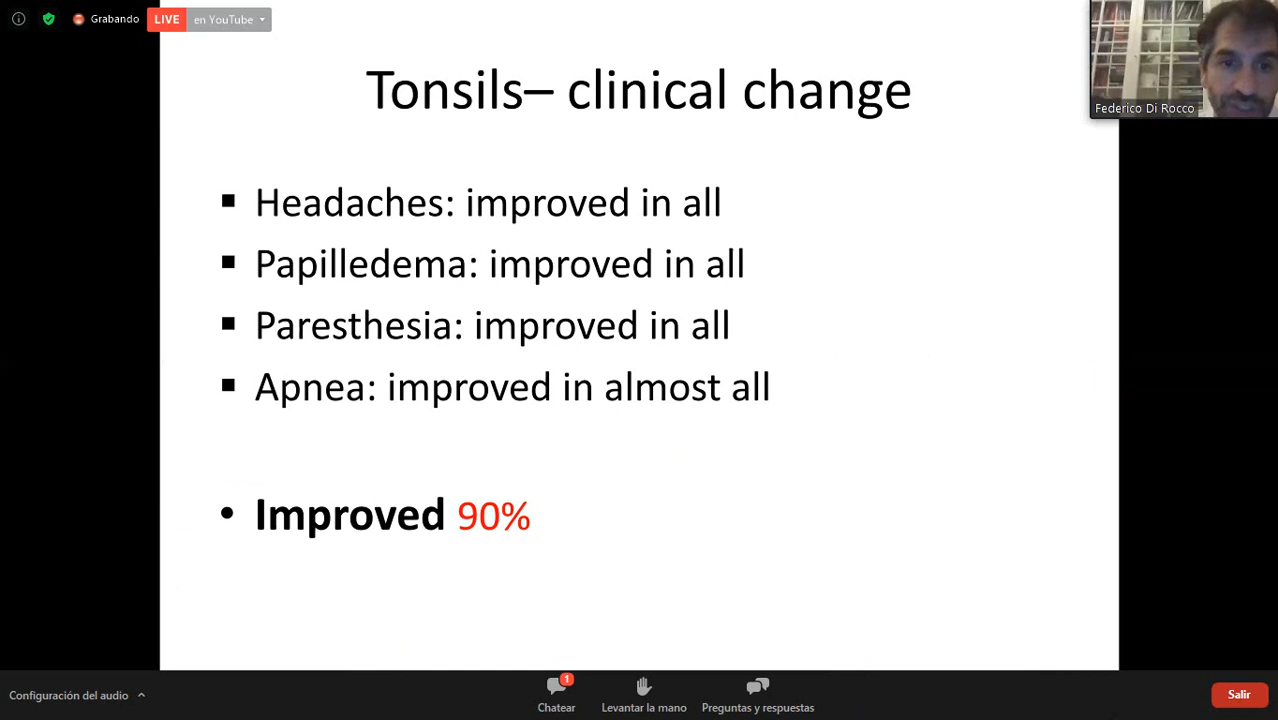 Grabando
LIVE en YouTube
Federico Di Rocco
Tonsils– clinical change
▪ Headaches: improved in all
▪ Papilledema: improved in all
▪ Paresthesia: improved in all
▪ Apnea: improved in almost all
• Improved 90%
Configuración del audio
1
Chatear
Levantar la mano
Preguntas y respuestas
Salir